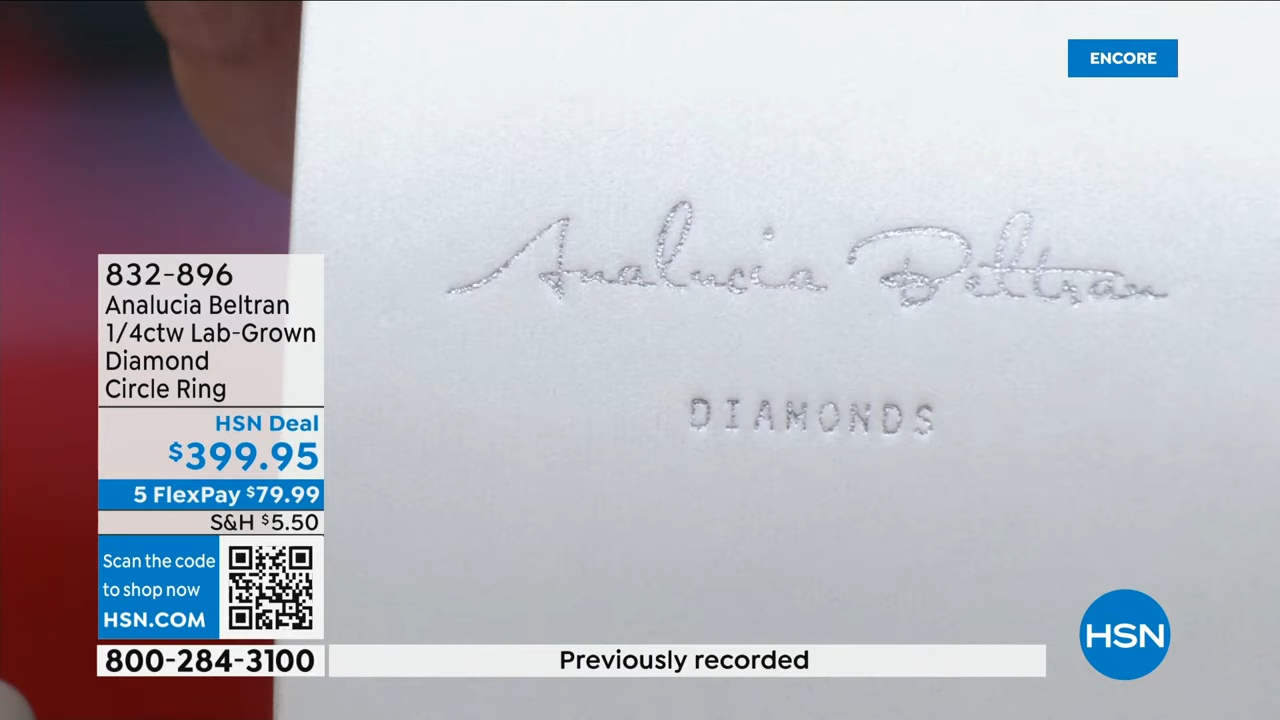 ENCORE
Analucia Beltran
DIAMONDS
832-896
Analucia Beltran
1/4ctw Lab-Grown
Diamond
Circle Ring
HSN Deal
$399.95
5 FlexPay $79.99
S&H $5.50
Scan the code
to shop now
HSN.COM
800-284-3100
Previously recorded
HSN